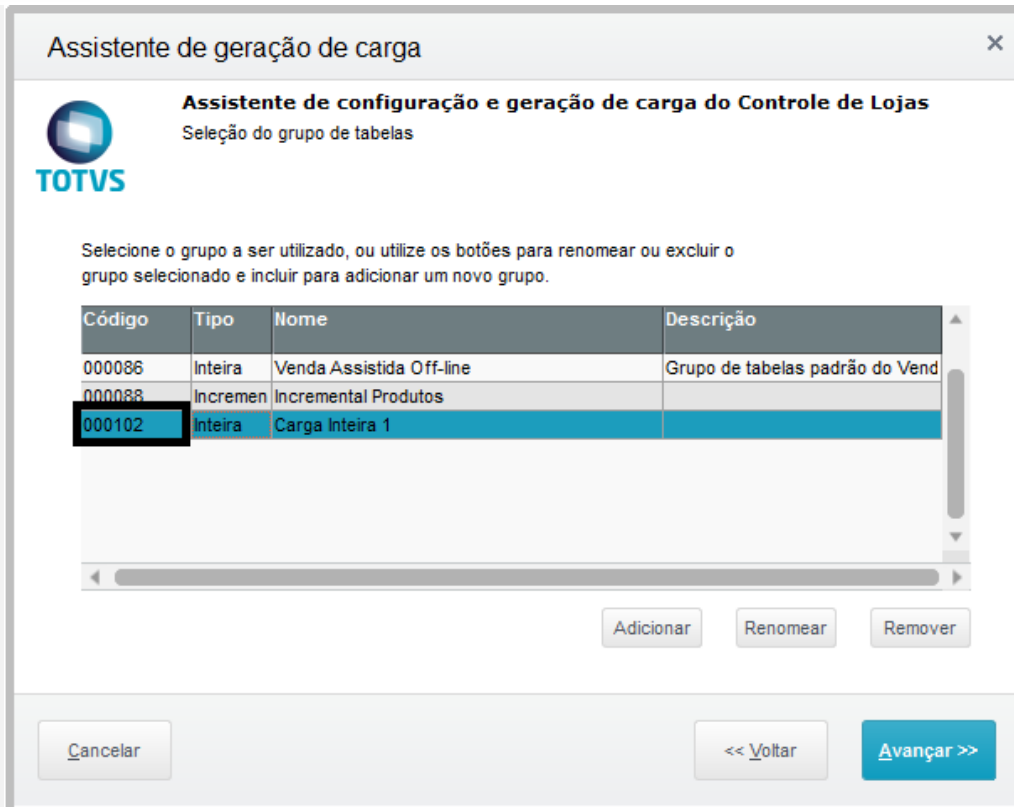 Assistente de geração de carga
×
Assistente de configuração e geração de carga do Controle de Lojas
Seleção do grupo de tabelas
TOTVS
Selecione o grupo a ser utilizado, ou utilize os botões para renomear ou excluir o
grupo selecionado e incluir para adicionar um novo grupo.
Código Tipo Nome Descrição
000086 Inteira Venda Assistida Off-line Grupo de tabelas padrão do Vend
000088 Incremen Incremental Produtos
000102 Inteira Carga Inteira 1
Adicionar Renomear Remover
Cancelar << Voltar Avançar >>